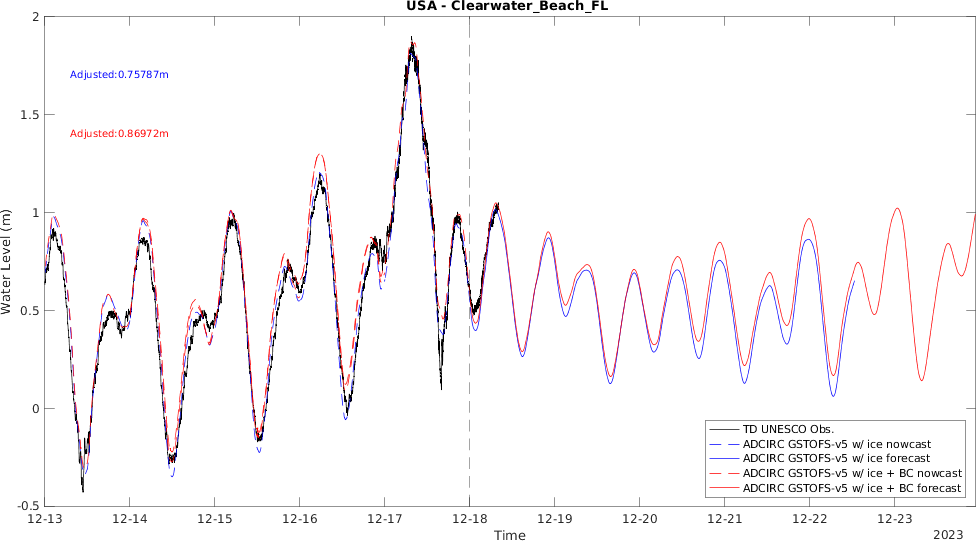 USA - Clearwater_Beach_FL
2
1.5
1
0.5
0
-0.5
Water Level (m)
Adjusted:0.75787m
Adjusted:0.86972m
TD UNESCO Obs.
ADCIRC GSTOFS-v5 w/ ice nowcast
ADCIRC GSTOFS-v5 w/ ice forecast
ADCIRC GSTOFS-v5 w/ice + BC nowcast
ADCIRC GSTOFS-v5 w/ice + BC forecast
12-13 12-14 12-15 12-16 12-17 12-18 12-19 12-20 12-21 12-22 12-23
Time
2023